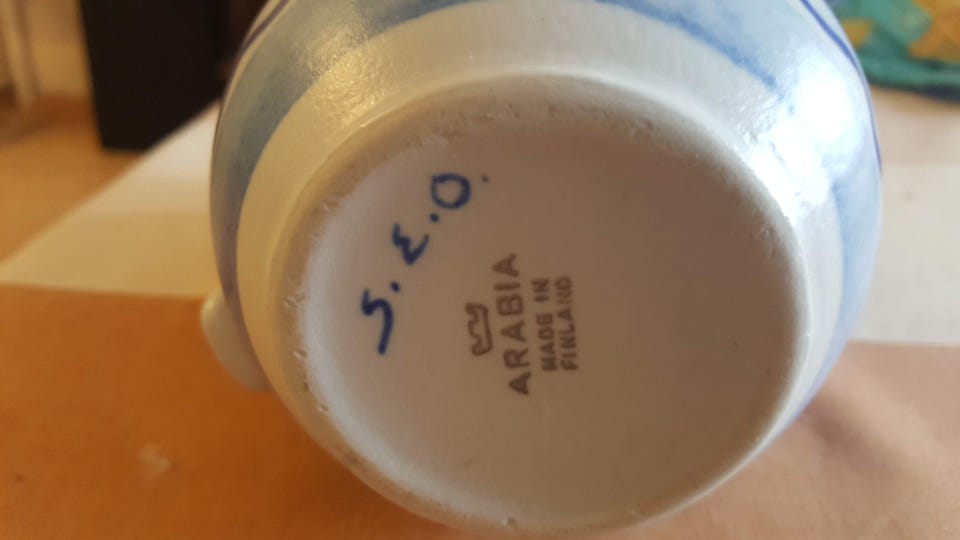 S.E.O.
ARABIA
MADE IN
FINLAND